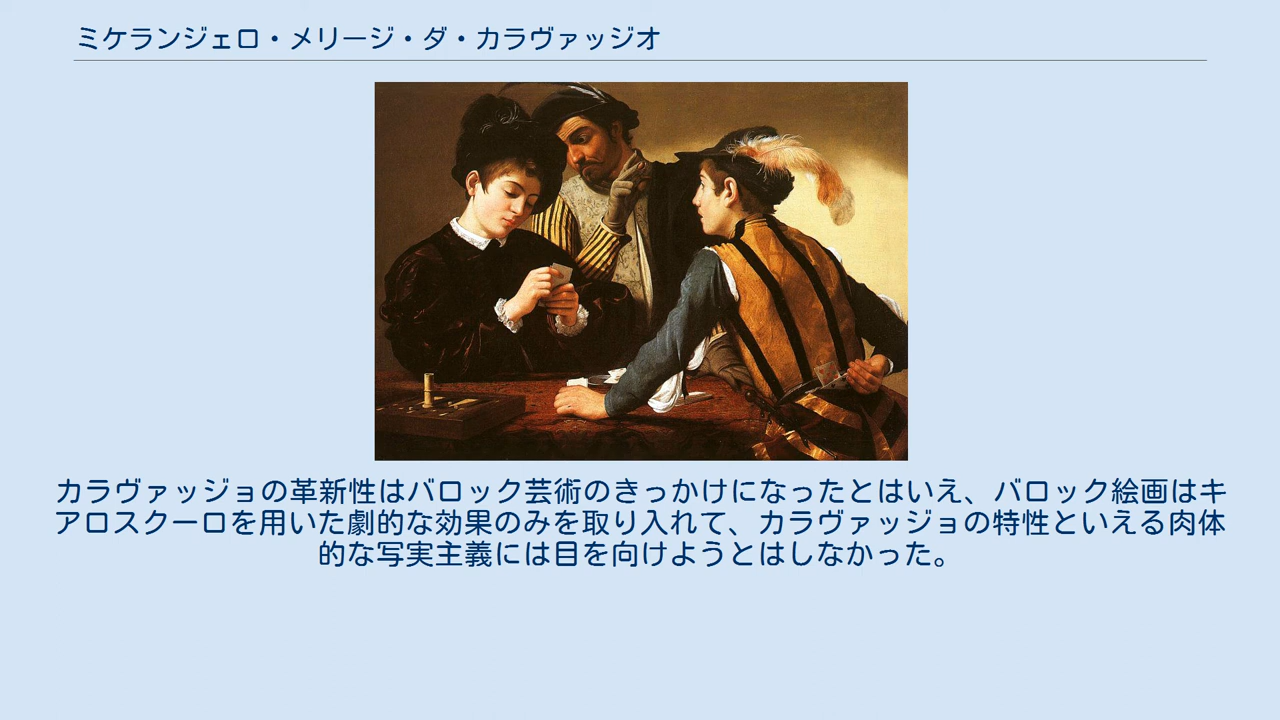 ミケランジェロ・メリージ・ダ・カラヴァッジオ
カラヴァッジョの革新性はバロック芸術のきっかけになったとはいえ、バロック絵画はキ
アロスクーロを用いた劇的な効果のみを取り入れて、カラヴァッジョの特性といえる肉体
的な写実主義には目を向けようとはしなかった。